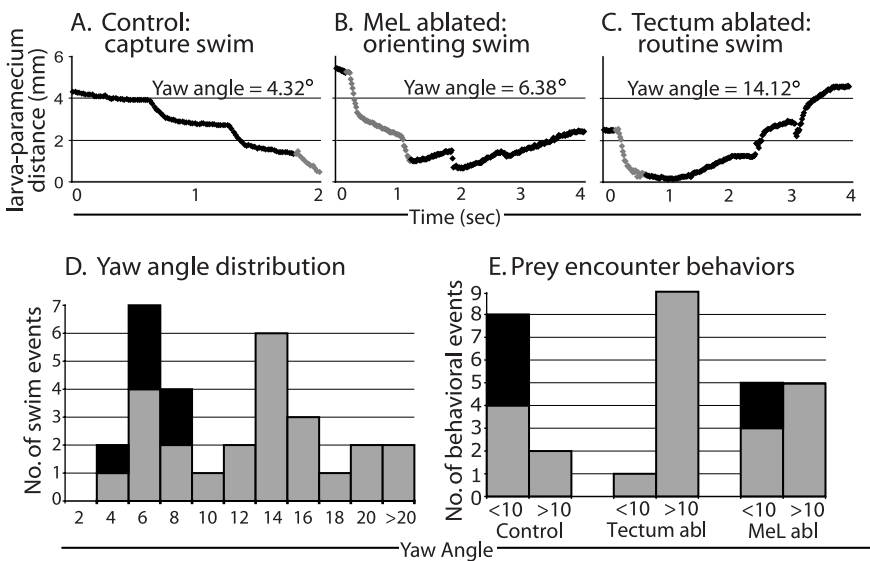 A. Control:
capture swim
B. MeL ablated:
orienting swim
C. Tectum ablated:
routine swim
larva-paramecium
distance (mm)
6
4
2
0
Yaw angle = 4.32°
Yaw angle = 6.38°
Yaw angle = 14.12°
0 1 2
0 1 2 3 4
0 1 2 3 4
Time (sec)
D. Yaw angle distribution
No. of swim events
7
6
5
4
3
2
1
0
2 4 6 8 10 12 14 16 18 20 >20
E. Prey encounter behaviors
No. of behavioral events
9
8
7
6
5
4
3
2
1
0
<10 >10 <10 >10 <10 >10
Control Tectum abl MeL abl
Yaw Angle